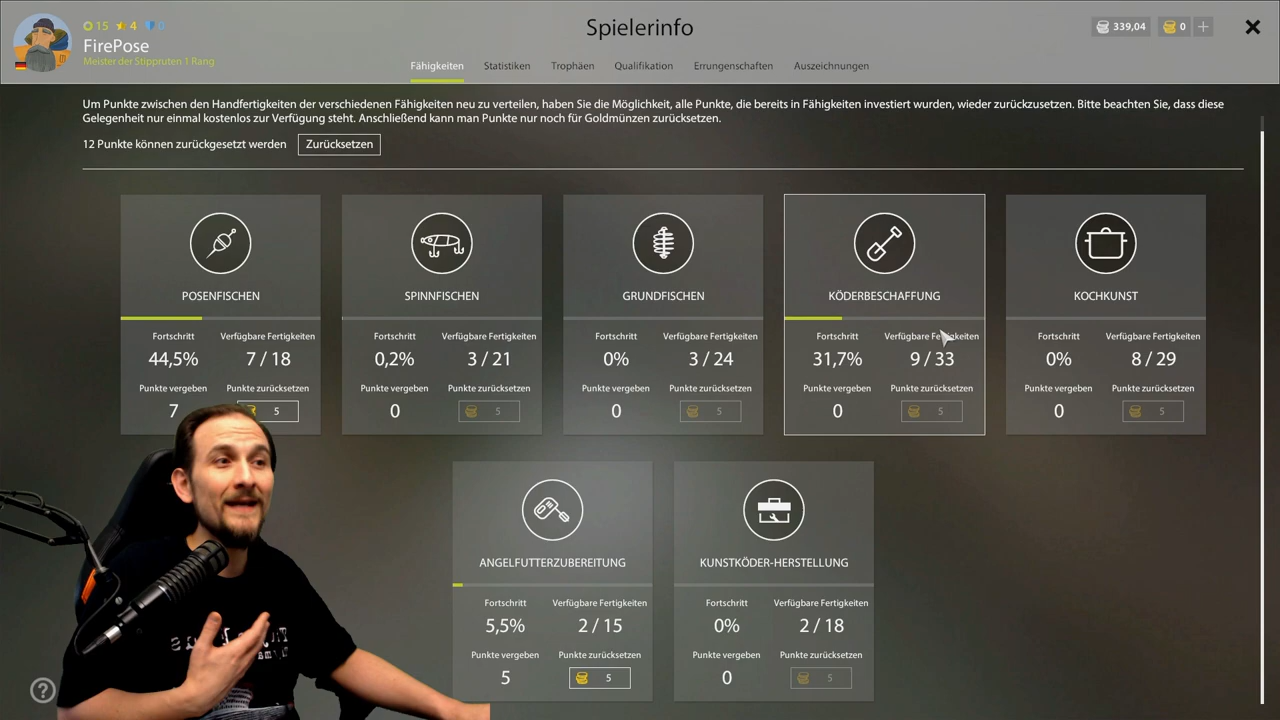 15 4 0
FirePose
Meister der Stippruten 1 Rang
Spielerinfo
339,04 0
Fähigkeiten Statistiken Trophäen Qualifikation Errungenschaften Auszeichnungen
Um Punkte zwischen den Handfertigkeiten der verschiedenen Fähigkeiten neu zu verteilen, haben Sie die Möglichkeit, alle Punkte, die bereits in Fähigkeiten investiert wurden, wieder zurückzusetzen. Bitte beachten Sie, dass diese
Gelegenheit nur einmal kostenlos zur Verfügung steht. Anschließend kann man Punkte nur noch für Goldmünzen zurücksetzen.
12 Punkte können zurückgesetzt werden Zurücksetzen
POSENFISCHEN
Fortschritt Verfügbare Fertigkeiten
44,5% 7 / 18
Punkte vergeben Punkte zurücksetzen
7 5
SPINNFISCHEN
Fortschritt Verfügbare Fertigkeiten
0,2% 3 / 21
Punkte vergeben Punkte zurücksetzen
0 5
GRUNDFISCHEN
Fortschritt Verfügbare Fertigkeiten
0% 3 / 24
Punkte vergeben Punkte zurücksetzen
0 5
KÖDERBESCHAFFUNG
Fortschritt Verfügbare Fertigkeiten
31,7% 9 / 33
Punkte vergeben Punkte zurücksetzen
0 5
KOCHKUNST
Fortschritt Verfügbare Fertigkeiten
0% 8 / 29
Punkte vergeben Punkte zurücksetzen
0 5
ANGELFUTTERZUBEREITUNG
Fortschritt Verfügbare Fertigkeiten
5,5% 2 / 15
Punkte vergeben Punkte zurücksetzen
5 5
KUNSTKÖDER-HERSTELLUNG
Fortschritt Verfügbare Fertigkeiten
0% 2 / 18
Punkte vergeben Punkte zurücksetzen
0 5
?